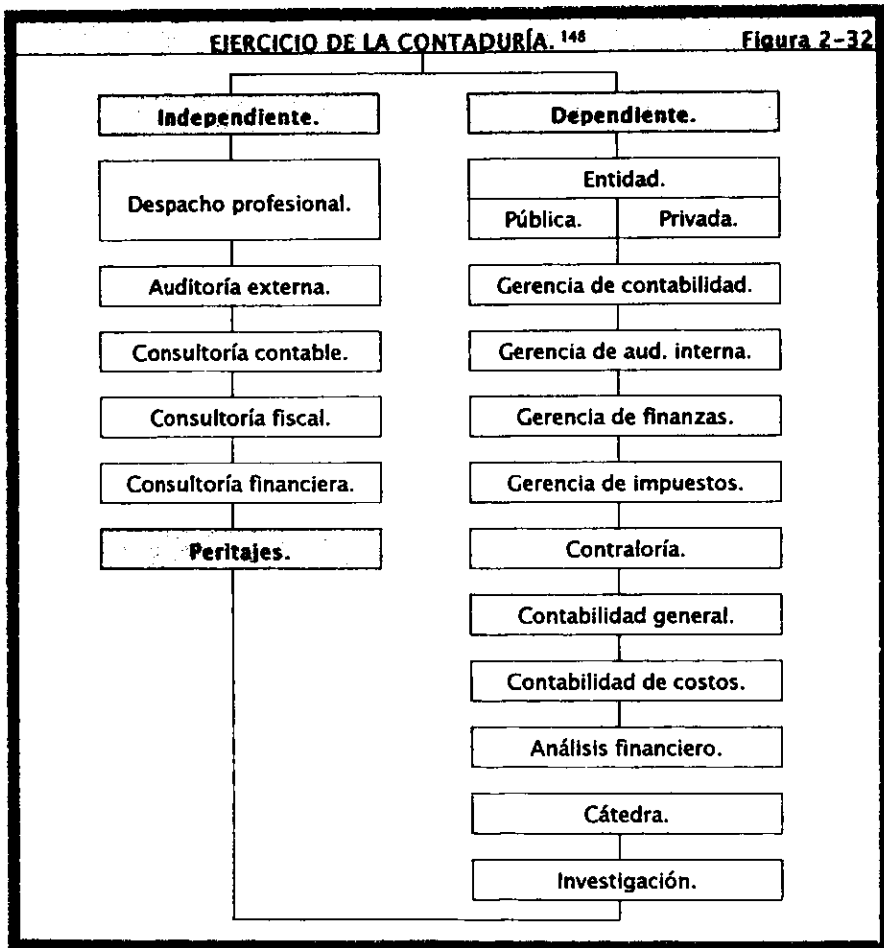 EJERCICIO DE LA CONTADURÍA. 148 Figura 2-32
Independiente.
Despacho profesional.
Auditoría externa.
Consultoría contable.
Consultoría fiscal.
Consultoría financiera.
Peritajes.
Dependiente.
Entidad.
Pública. Privada.
Gerencia de contabilidad.
Gerencia de aud. interna.
Gerencia de finanzas.
Gerencia de impuestos.
Contraloría.
Contabilidad general.
Contabilidad de costos.
Análisis financiero.
Cátedra.
Investigación.